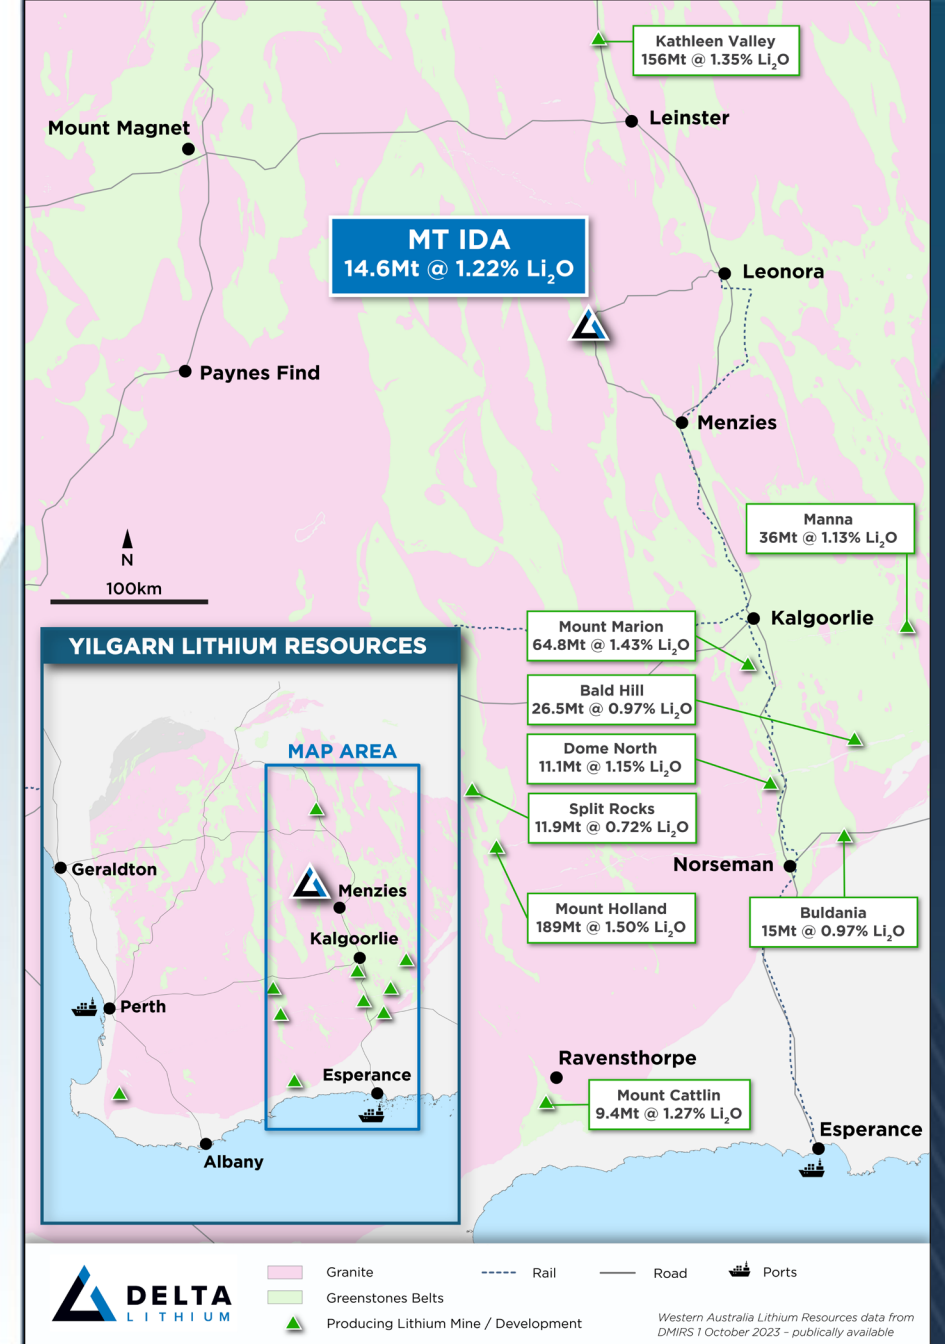 Kathleen Valley
156Mt @ 1.35% Li₂O
Leinster
Mount Magnet
MT IDA
14.6Mt @ 1.22% Li₂O
Leonora
Paynes Find
Menzies
Manna
36Mt @ 1.13% Li₂O
N
100km
Kalgoorlie
Mount Marion
64.8Mt @ 1.43% Li₂O
Bald Hill
26.5Mt @ 0.97% Li₂O
Dome North
11.1Mt @ 1.15% Li₂O
Split Rocks
11.9Mt @ 0.72% Li₂O
Norseman
Mount Holland
189Mt @ 1.50% Li₂O
Buldania
15Mt @ 0.97% Li₂O
Ravensthorpe
Mount Cattlin
9.4Mt @ 1.27% Li₂O
Esperance
YILGARN LITHIUM RESOURCES
MAP AREA
Geraldton
Menzies
Kalgoorlie
Perth
Esperance
Albany
DELTA
LITHIUM
Granite
Rail
Road
Ports
Greenstones Belts
Producing Lithium Mine / Development
Western Australia Lithium Resources data from
DMIRS 1 October 2023 – publically available